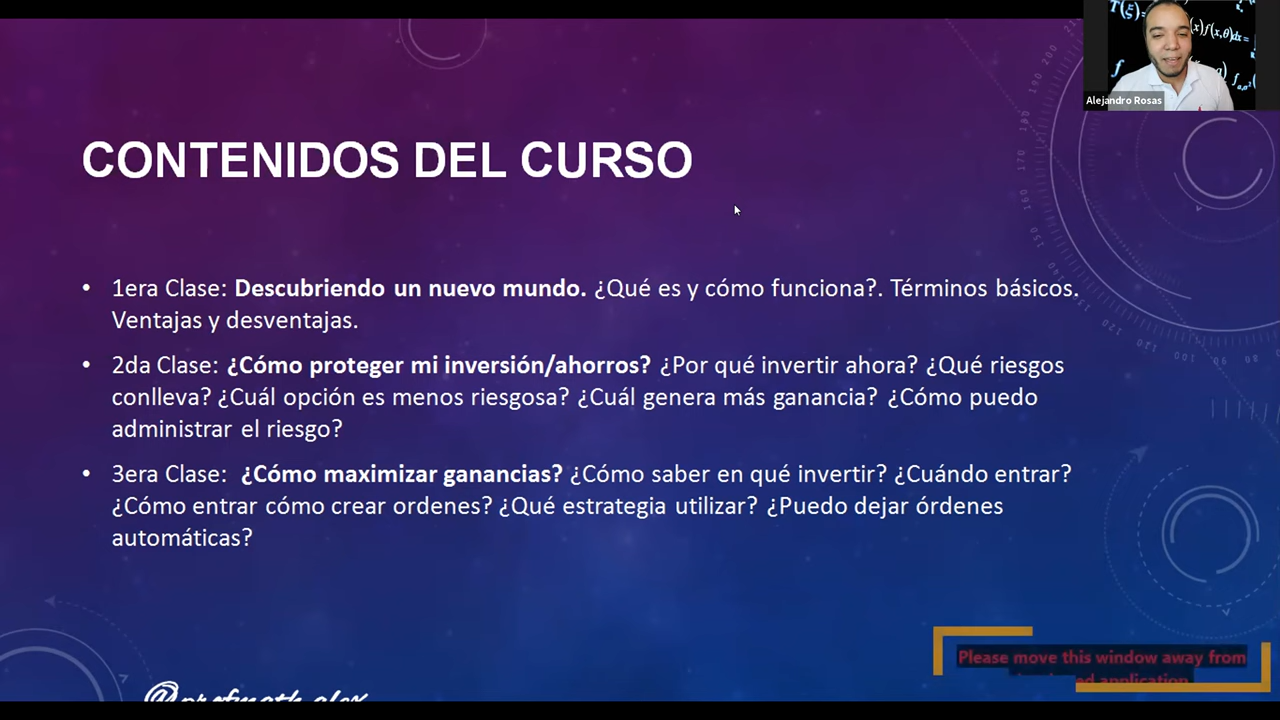 Alejandro Rosas
CONTENIDOS DEL CURSO
• 1era Clase: Descubriendo un nuevo mundo. ¿Qué es y cómo funciona?. Términos básicos.
Ventajas y desventajas.
• 2da Clase: ¿Cómo proteger mi inversión/ahorros? ¿Por qué invertir ahora? ¿Qué riesgos
conlleva? ¿Cuál opción es menos riesgosa? ¿Cuál genera más ganancia? ¿Cómo puedo
administrar el riesgo?
• 3era Clase: ¿Cómo maximizar ganancias? ¿Cómo saber en qué invertir? ¿Cuándo entrar?
¿Cómo entrar cómo crear ordenes? ¿Qué estrategia utilizar? ¿Puedo dejar órdenes
automáticas?
Please move this window away from
application